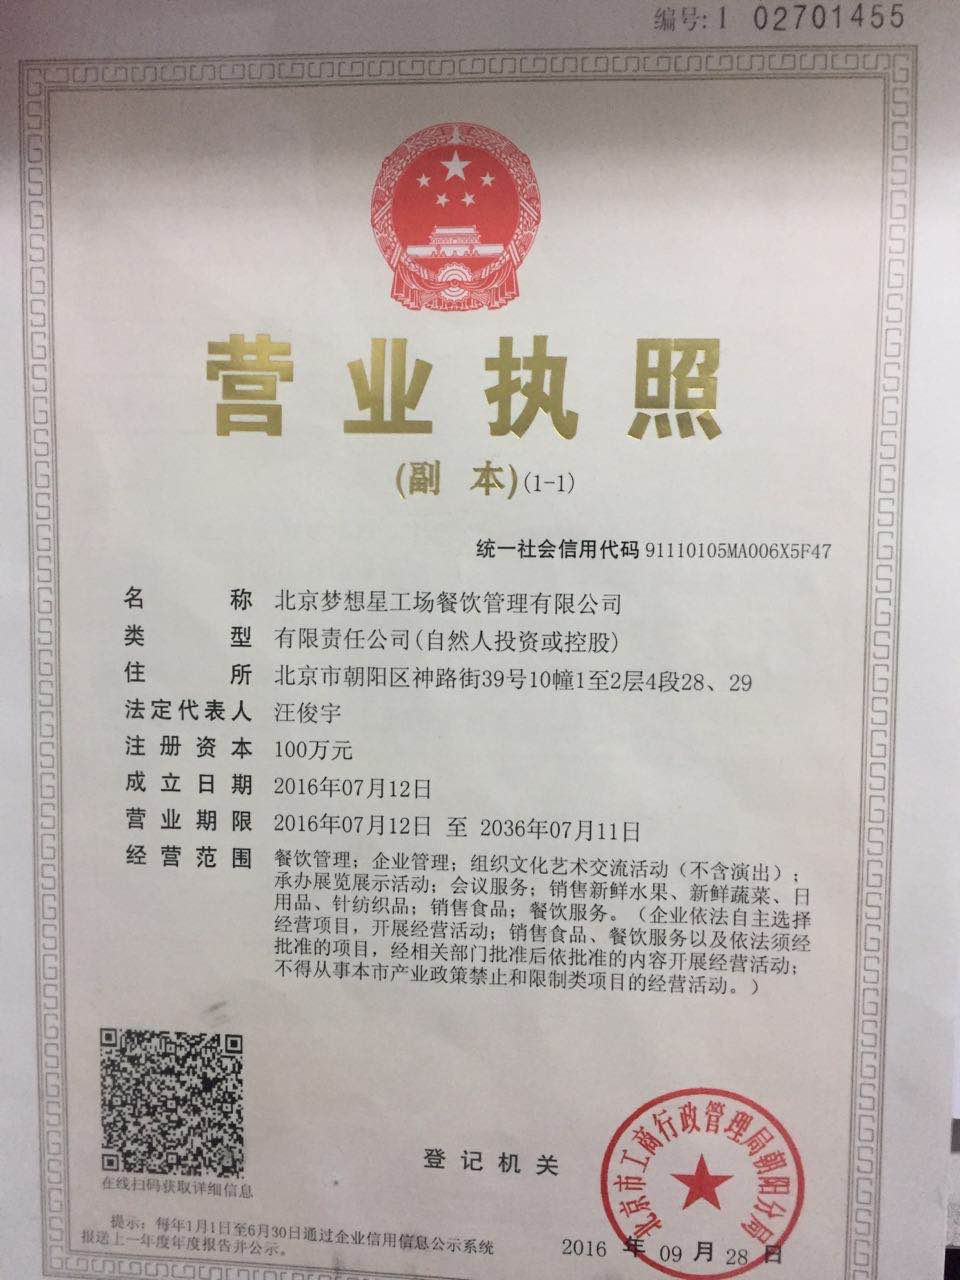 编号: 1 02701455
营业执照
(副 本)(1-1)
统一社会信用代码 91110105MA006X5F47
名 称 北京梦想星工场餐饮管理有限公司
类 型 有限责任公司(自然人投资或控股)
住 所 北京市朝阳区神路街39号10幢1至2层4段28、29
法定代表人 汪俊宇
注册资本 100万元
成立日期 2016年07月12日
营业期限 2016年07月12日 至 2036年07月11日
经营范围 餐饮管理；企业管理；组织文化艺术交流活动（不含演出）；
承办展览展示活动；会议服务；销售新鲜水果、新鲜蔬菜、日
用品、针纺织品；销售食品；餐饮服务。（企业依法自主选择
经营项目，开展经营活动；销售食品、餐饮服务以及依法须经
批准的项目，经相关部门批准后依批准的内容开展经营活动；
不得从事本市产业政策禁止和限制类项目的经营活动。）
在线扫码获取详细信息
登记机关
北京市工商行政管理局朝阳分局
2016 年 09 月 28 日
提示：每年1月1日至6月30日通过企业信用信息公示系统
报送上一年度年度报告并公示。